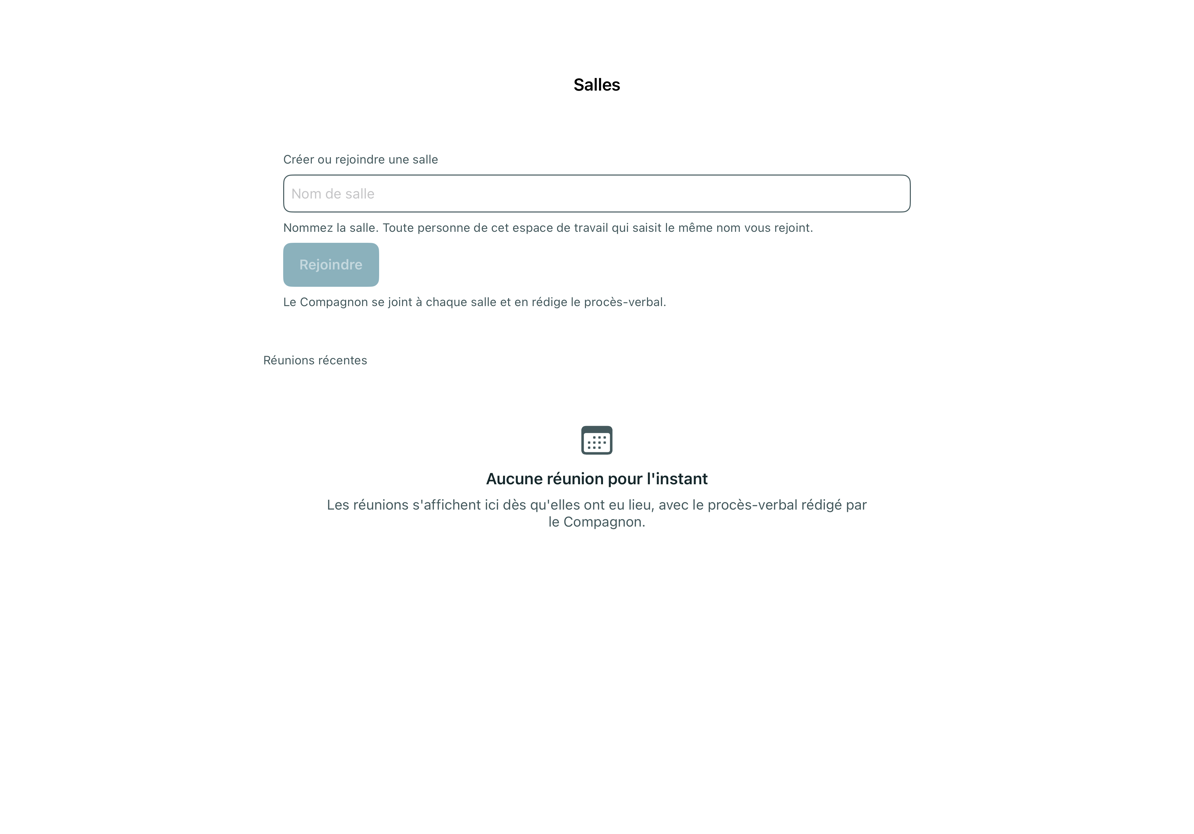 Salles
Créer ou rejoindre une salle
Nom de salle
Nommez la salle. Toute personne de cet espace de travail qui saisit le même nom vous rejoint.
Rejoindre
Le Compagnon se joint à chaque salle et en rédige le procès-verbal.
Réunions récentes
Aucune réunion pour l'instant
Les réunions s'affichent ici dès qu'elles ont eu lieu, avec le procès-verbal rédigé par
le Compagnon.